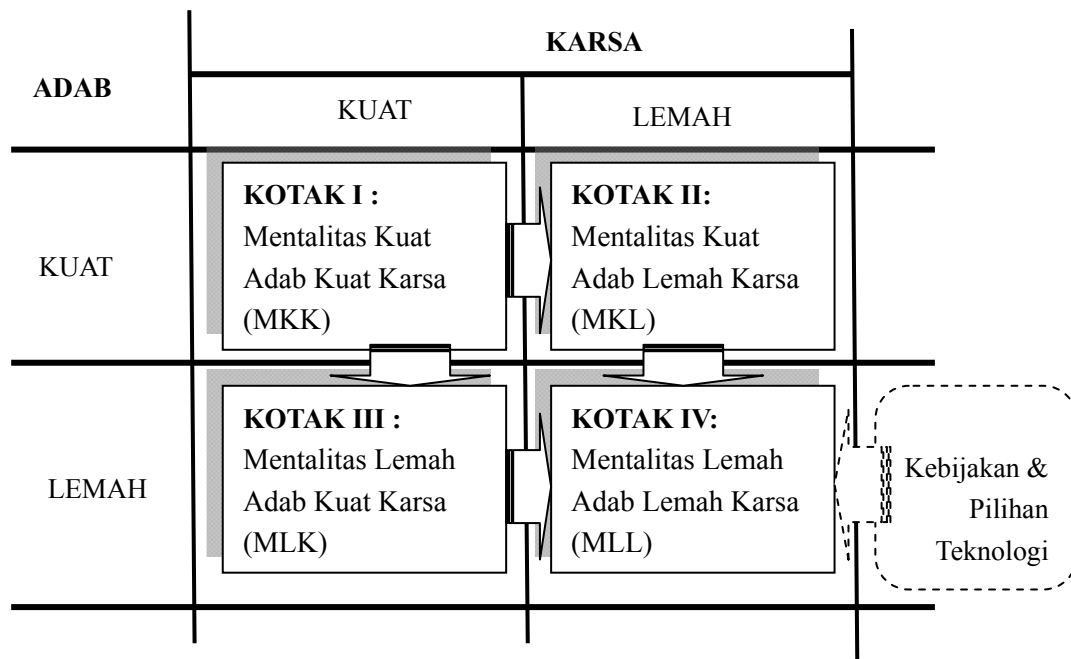 KARSA
ADAB
KUAT
LEMAH
KUAT
KOTAK I :
Mentalitas Kuat
Adab Kuat Karsa
(MKK)
KOTAK II:
Mentalitas Kuat
Adab Lemah Karsa
(MKL)
LEMAH
KOTAK III :
Mentalitas Lemah
Adab Kuat Karsa
(MLK)
KOTAK IV:
Mentalitas Lemah
Adab Lemah Karsa
(MLL)
Kebijakan &
Pilihan
Teknologi